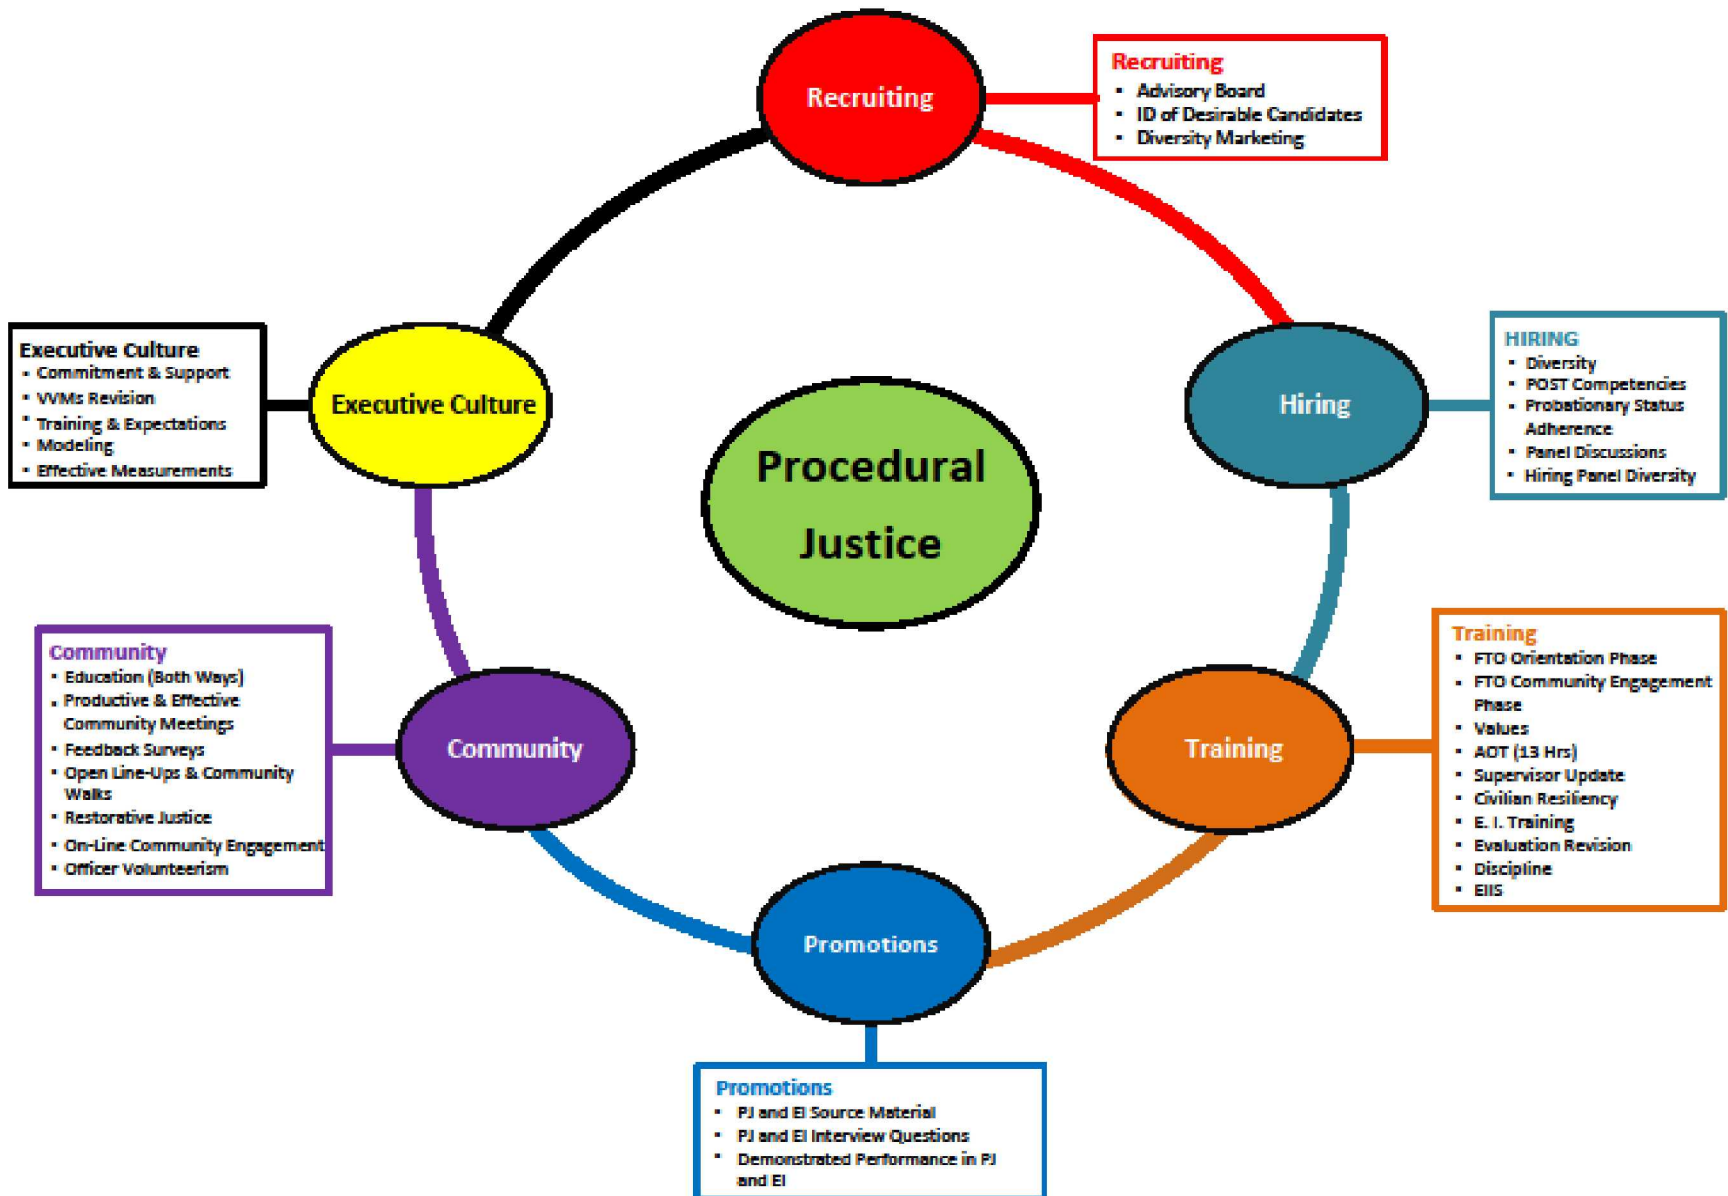 Recruiting
Recruiting
▪ Advisory Board
▪ ID of Desirable Candidates
▪ Diversity Marketing
Executive Culture
▪ Commitment & Support
▪ VVMs Revision
▪ Training & Expectations
▪ Modeling
▪ Effective Measurements
Executive Culture
Procedural
Justice
Hiring
HIRING
▪ Diversity
▪ POST Competencies
▪ Probationary Status
Adherence
▪ Panel Discussions
▪ Hiring Panel Diversity
Community
▪ Education (Both Ways)
▪ Productive & Effective
Community Meetings
▪ Feedback Surveys
▪ Open Line-Ups & Community
Walks
▪ Restorative Justice
▪ On-Line Community Engagement
▪ Officer Volunteerism
Community
Training
Training
▪ FTO Orientation Phase
▪ FTO Community Engagement
Phase
▪ Values
▪ AOT (13 Hrs)
▪ Supervisor Update
▪ Civilian Resiliency
▪ E. I. Training
▪ Evaluation Revision
▪ Discipline
▪ EIIS
Promotions
Promotions
▪ PJ and EI Source Material
▪ PJ and EI Interview Questions
▪ Demonstrated Performance in PJ
and EI